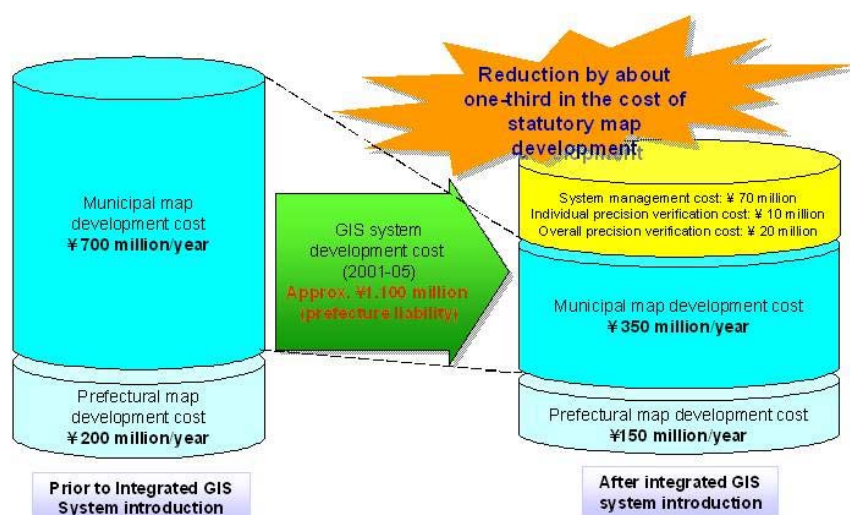 Reduction by about
one-third in the cost of
statutory map
development
Municipal map
development cost
¥700 million/year
Prefectural map
development cost
¥200 million/year
Prior to Integrated GIS
System introduction
GIS system
development cost
(2001-05)
Approx. ¥1.100 million
(prefecture liability)
System management cost: ¥ 70 million
Individual precision verification cost: ¥ 10 million
Overall precision verification cost: ¥ 20 million
Municipal map development cost
¥350 million/year
Prefectural map development cost
¥150 million/year
After integrated GIS
system introduction